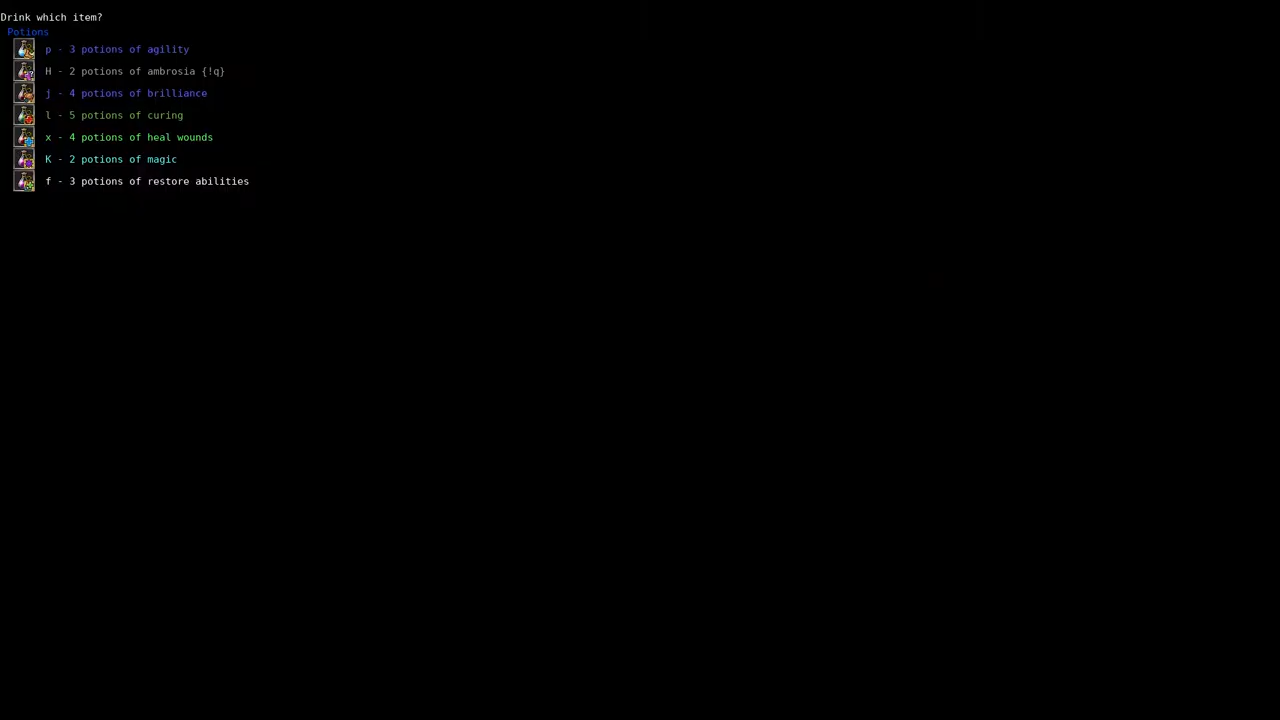 Drink which item?
Potions
p - 3 potions of agility
H - 2 potions of ambrosia {!q}
j - 4 potions of brilliance
l - 5 potions of curing
x - 4 potions of heal wounds
K - 2 potions of magic
f - 3 potions of restore abilities